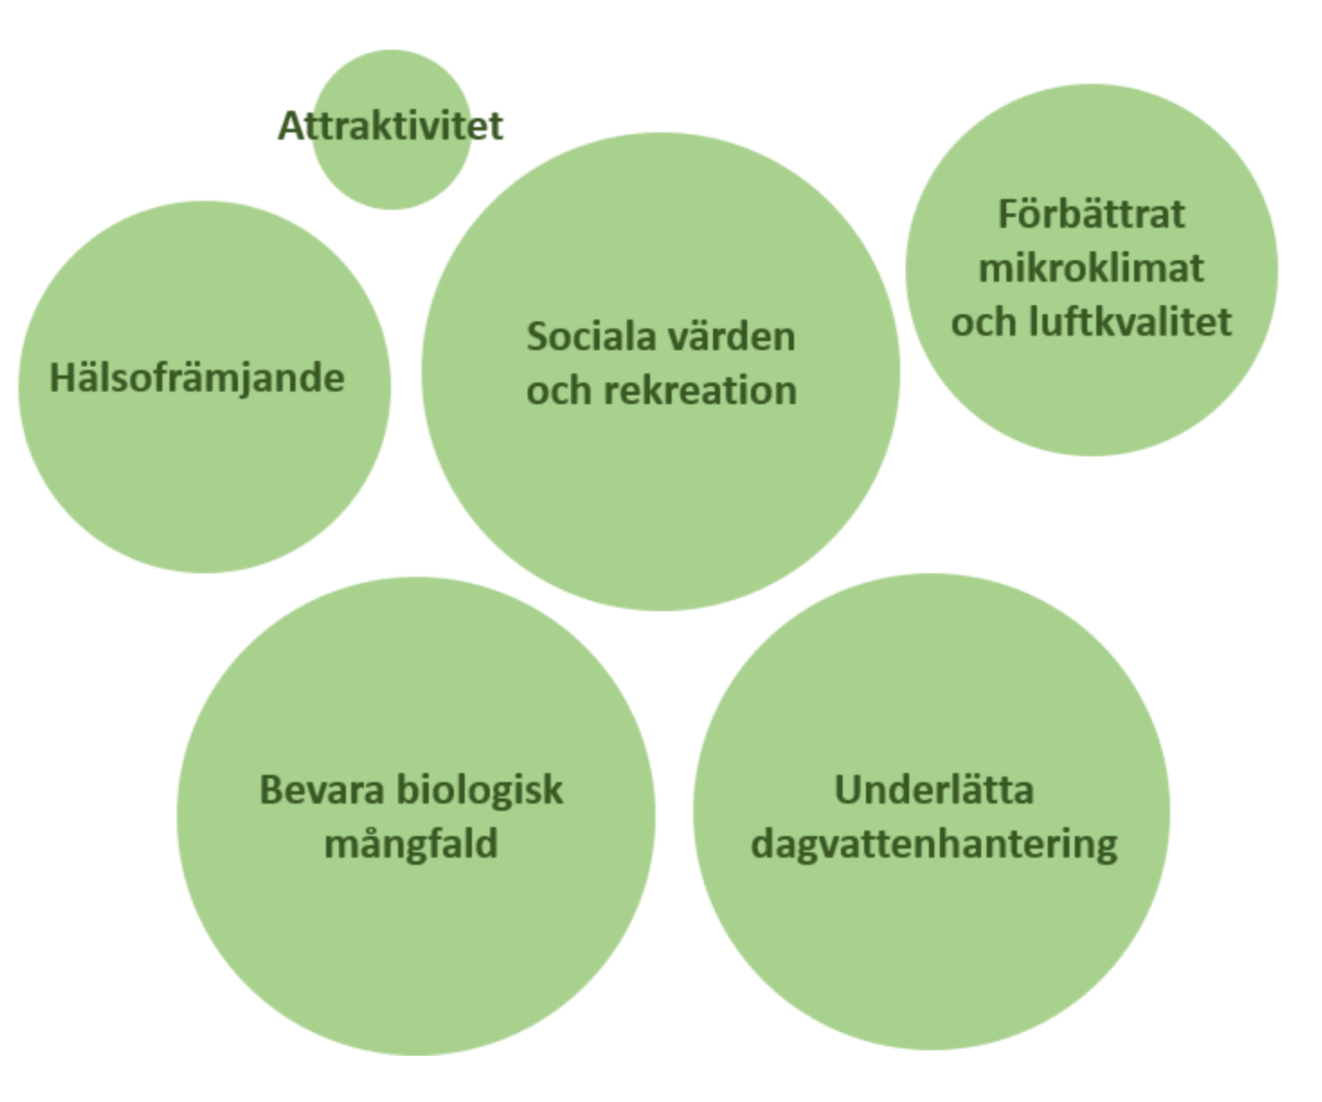 Attraktivitet
Förbättrat
mikroklimat
och luftkvalitet
Hälsofrämjande
Sociala värden
och rekreation
Bevara biologisk
mångfald
Underlätta
dagvattenhantering